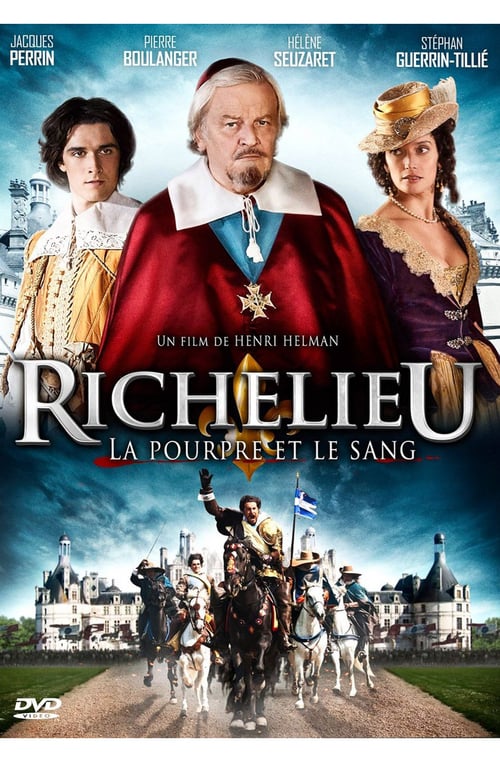 JACQUES
PERRIN
PIERRE
BOULANGER
HÉLÈNE
SEUZARET
STÉPHAN
GUERRIN-TILLIÉ
UN FILM DE HENRI HELMAN
RICHELIEU
LA POURPRE ET LE SANG
DVD
VIDEO